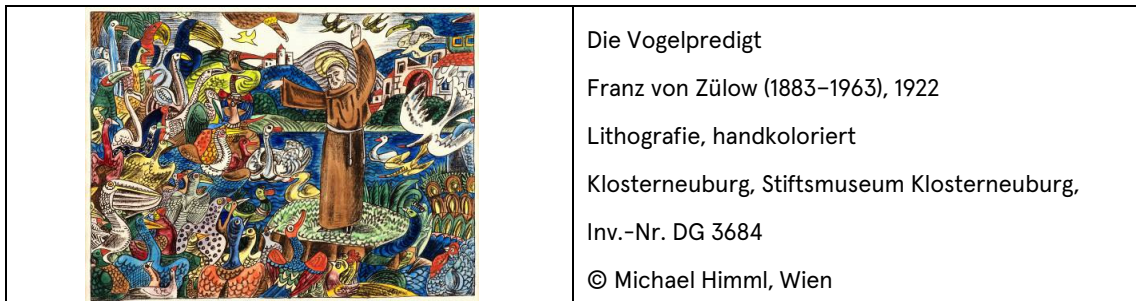 Die Vogelpredigt
Franz von Zülow (1883–1963), 1922
Lithografie, handkoloriert
Klosterneuburg, Stiftsmuseum Klosterneuburg,
Inv.-Nr. DG 3684
© Michael Himml, Wien